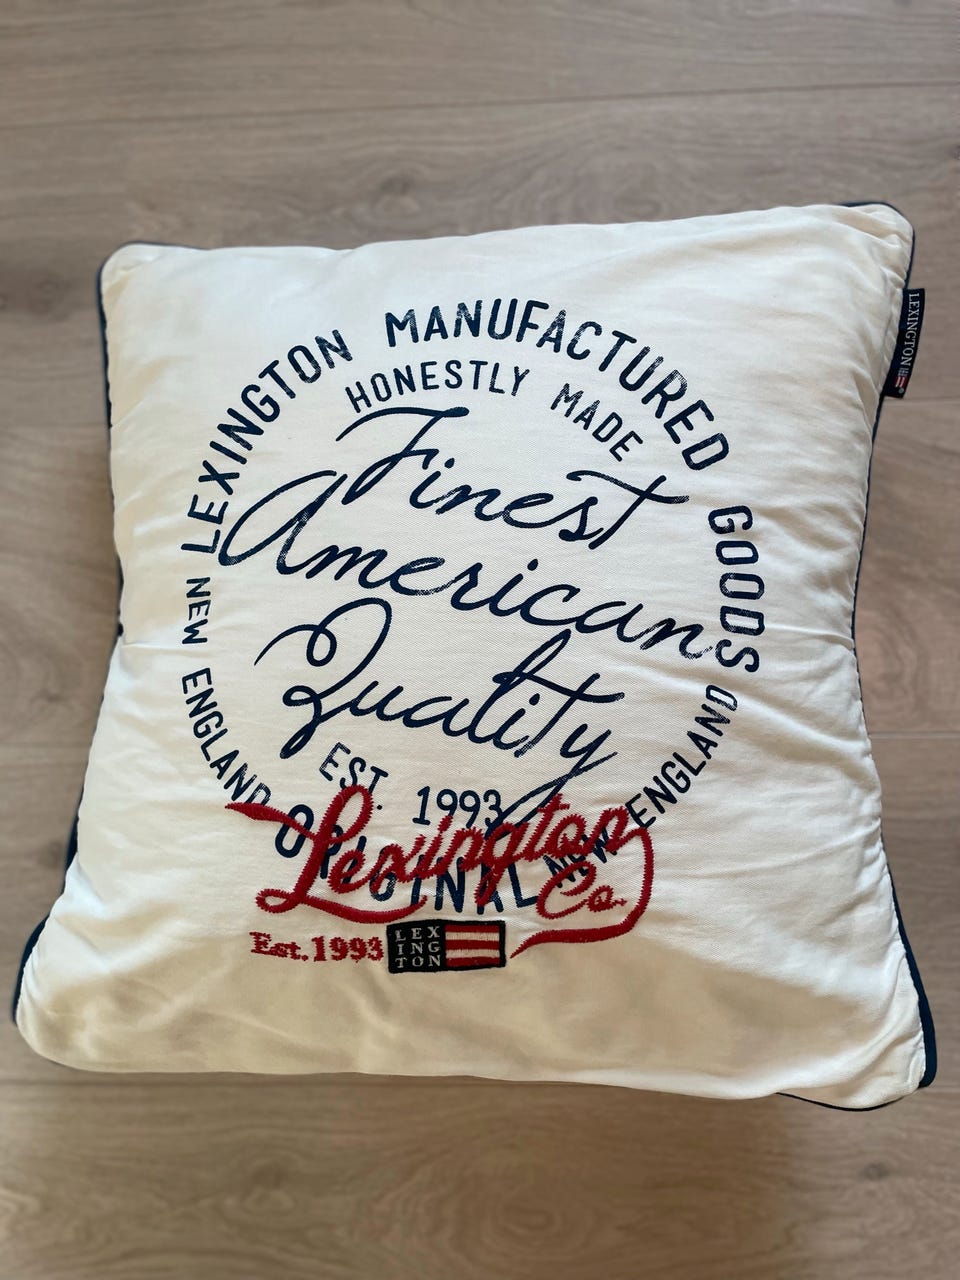 LEXINGTON MANUFACTURED GOODS
HONESTLY MADE
Finest
American
Quality
EST. 1993
NEW ENGLAND ORIGINAL NEW ENGLAND
Lexington
Co.
Est. 1993
LEX
ING
TON
LEXINGTON